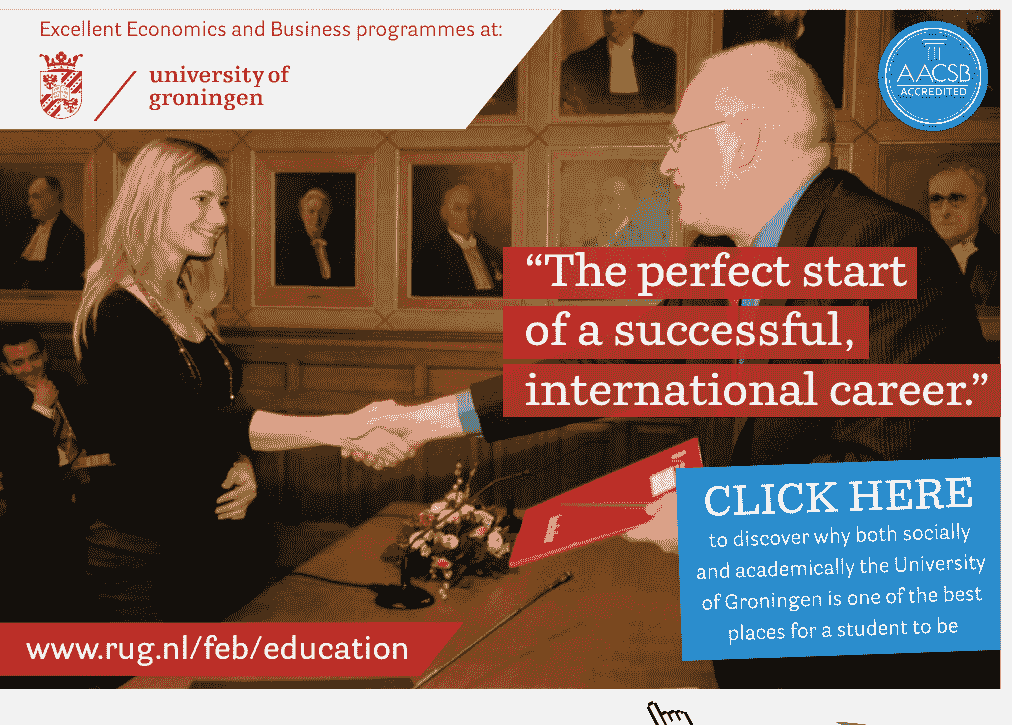 Excellent Economics and Business programmes at:
university of
groningen
AACSB
ACCREDITED
“The perfect start
of a successful,
international career.”
CLICK HERE
to discover why both socially
and academically the University
of Groningen is one of the best
places for a student to be
www.rug.nl/feb/education